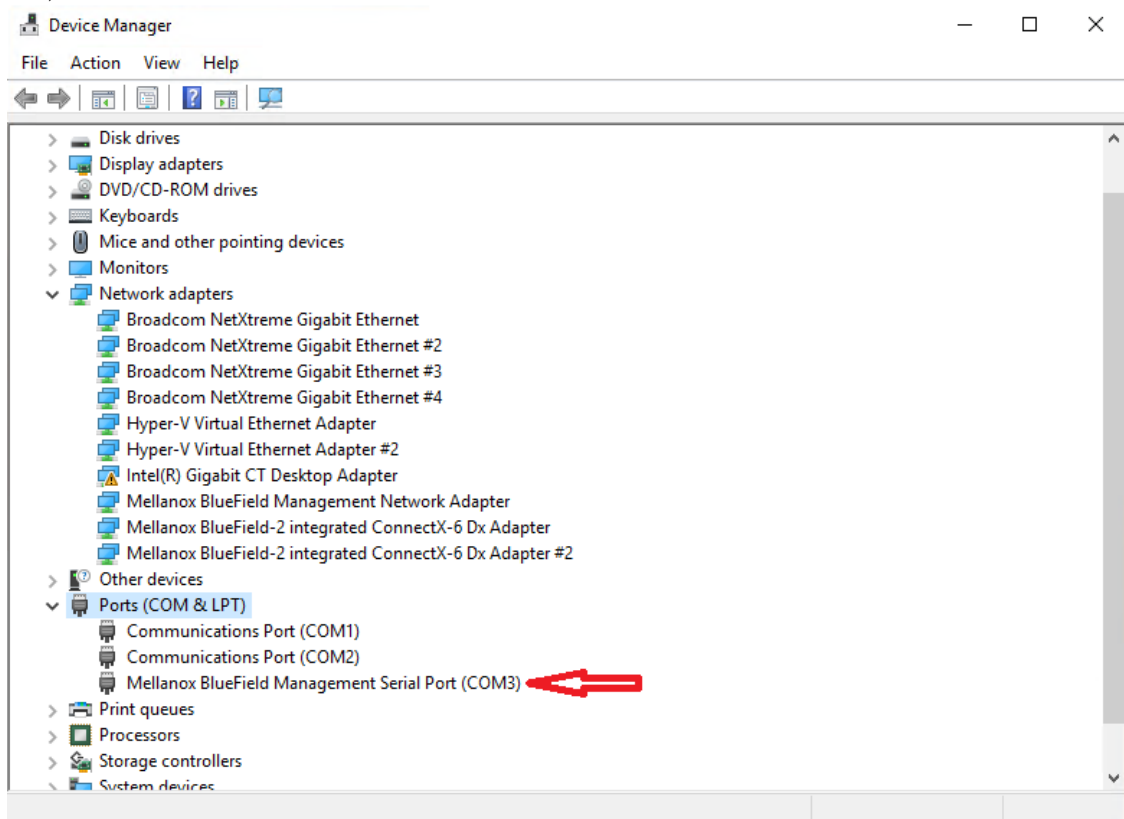 Device Manager
File Action View Help
Disk drives
Display adapters
DVD/CD-ROM drives
Keyboards
Mice and other pointing devices
Monitors
Network adapters
Broadcom NetXtreme Gigabit Ethernet
Broadcom NetXtreme Gigabit Ethernet #2
Broadcom NetXtreme Gigabit Ethernet #3
Broadcom NetXtreme Gigabit Ethernet #4
Hyper-V Virtual Ethernet Adapter
Hyper-V Virtual Ethernet Adapter #2
Intel(R) Gigabit CT Desktop Adapter
Mellanox BlueField Management Network Adapter
Mellanox BlueField-2 integrated ConnectX-6 Dx Adapter
Mellanox BlueField-2 integrated ConnectX-6 Dx Adapter #2
Other devices
Ports (COM & LPT)
Communications Port (COM1)
Communications Port (COM2)
Mellanox BlueField Management Serial Port (COM3)
Print queues
Processors
Storage controllers
System devices